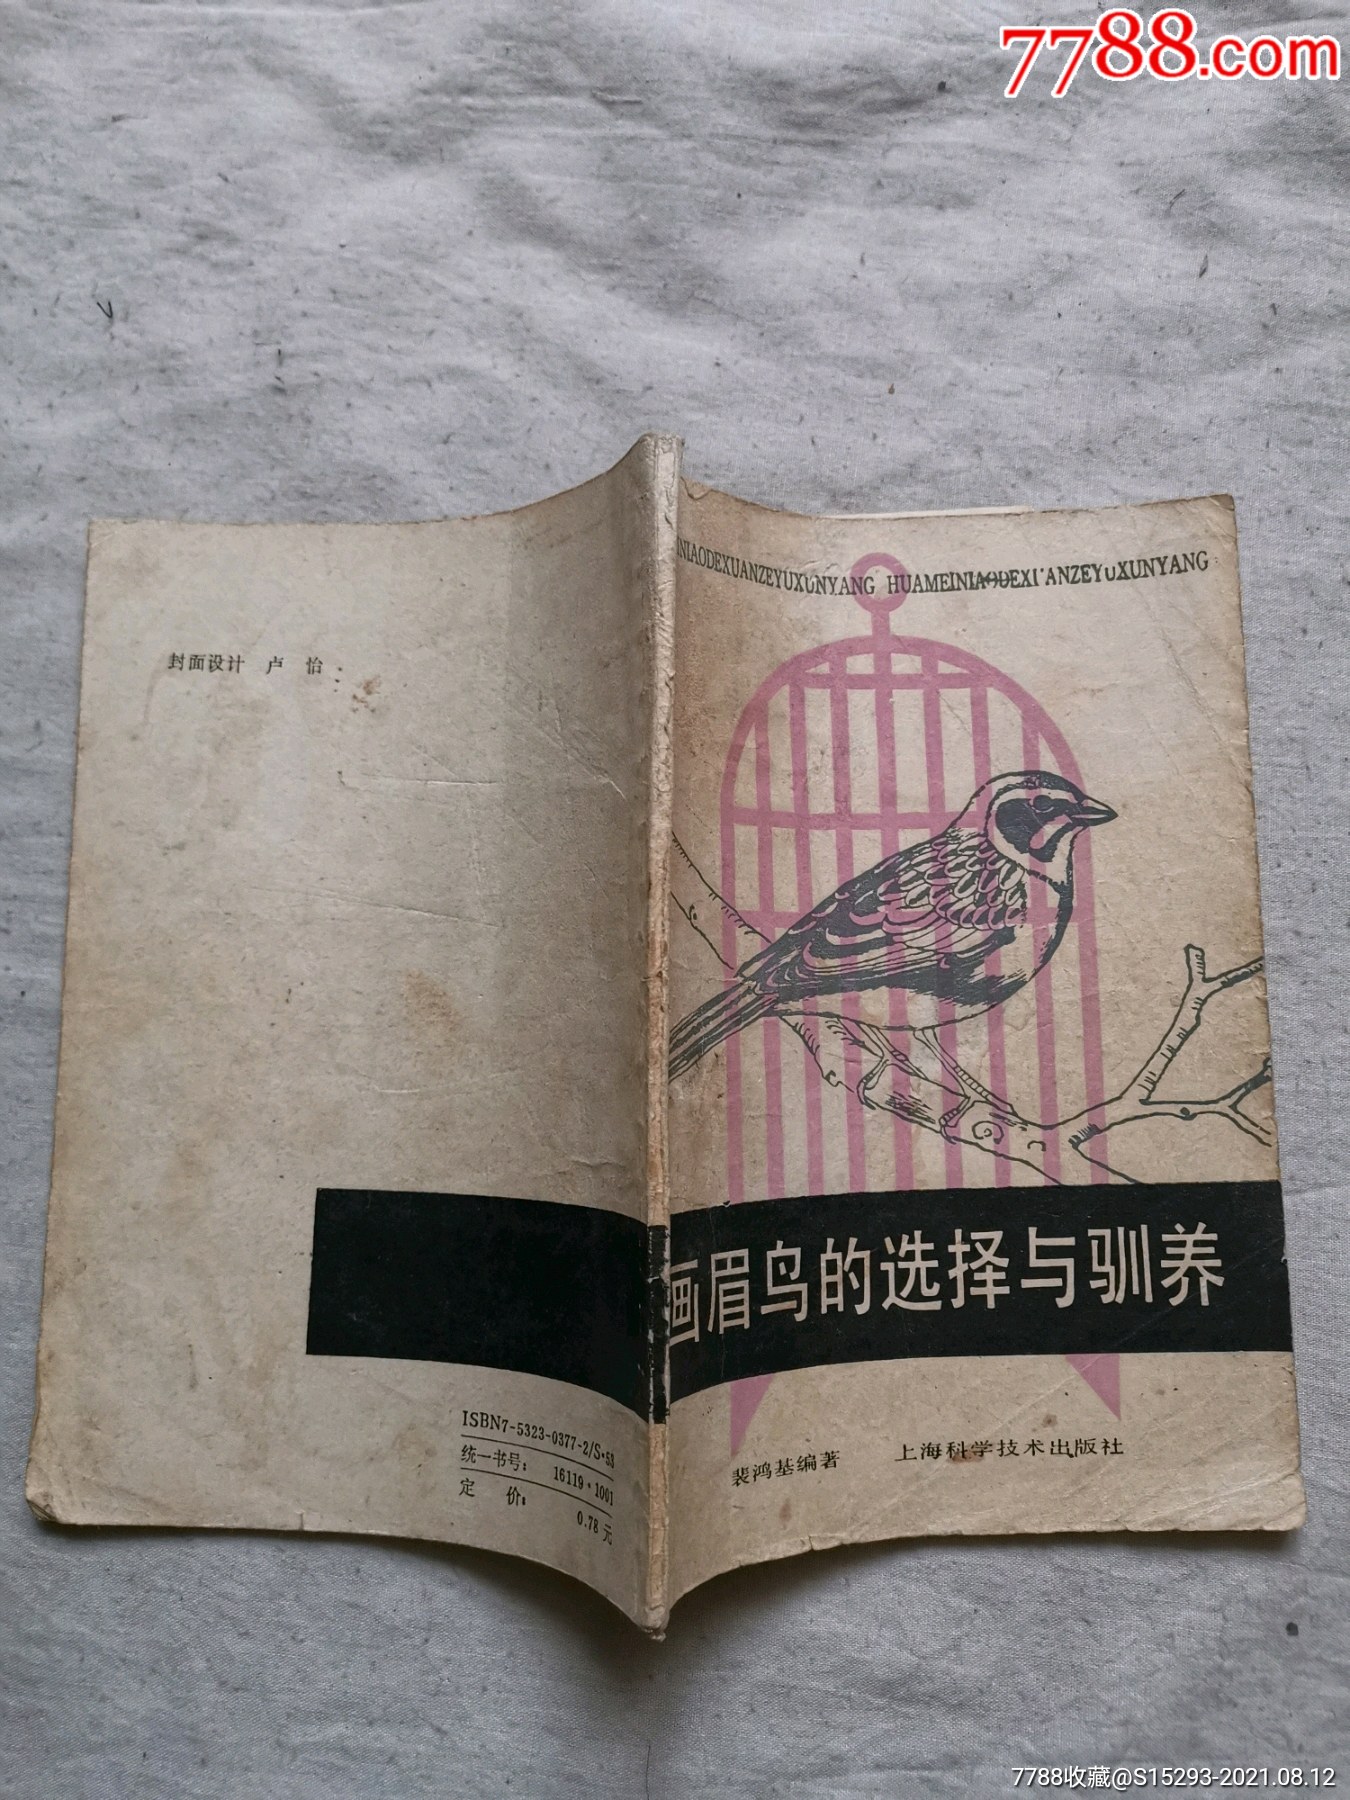 7788.com
封面设计 卢 怡
INIAODEXUANZEYUXUNYANG HUAMEINIAODEXUANZEYUXUNYANG
画眉鸟的选择与驯养
裴鸿基编著 上海科学技术出版社
ISBN7-5323-0377-2/S·53
统一书号: 16119·1001
定 价: 0.78 元
7788收藏@S15293-2021.08.12